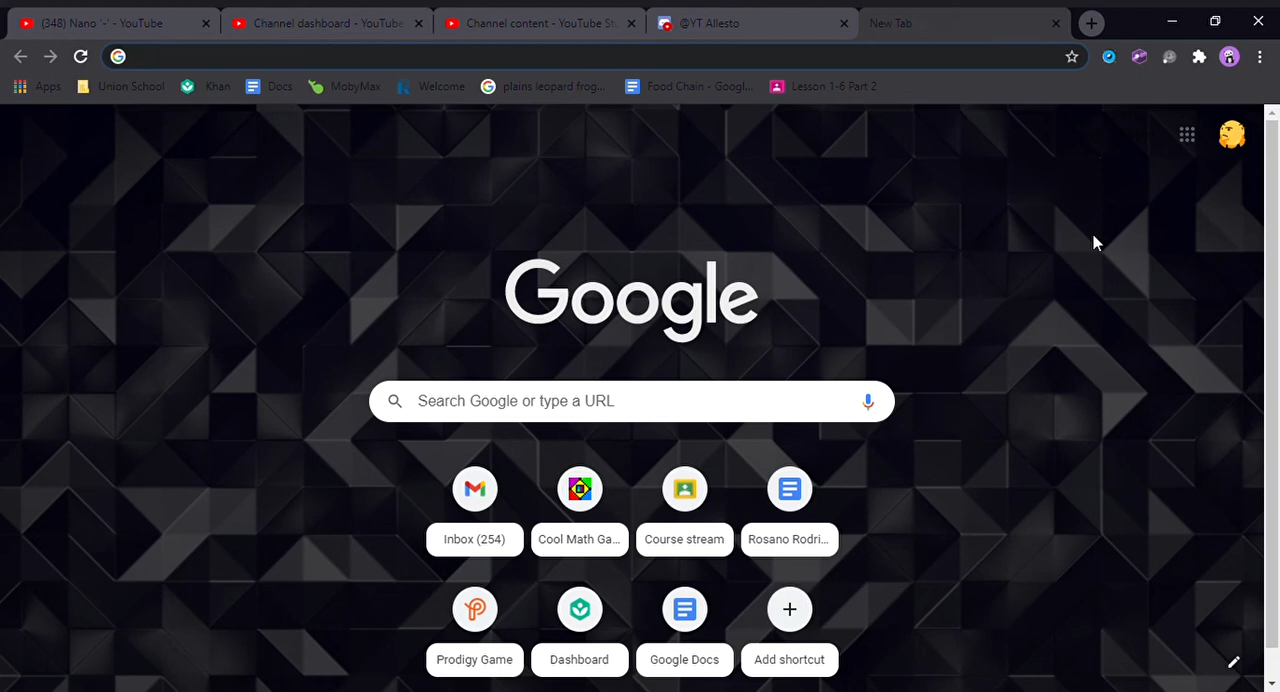 (348) Nano '-' - YouTube
Channel dashboard - YouTube
Channel content - YouTube Stu
@YT Allesto
New Tab
Apps
Union School
Khan
Docs
MobyMax
Welcome
plains leopard frog...
Food Chain - Googl...
Lesson 1-6 Part 2
Google
Search Google or type a URL
Inbox (254)
Cool Math Ga...
Course stream
Rosano Rodri...
Prodigy Game
Dashboard
Google Docs
Add shortcut